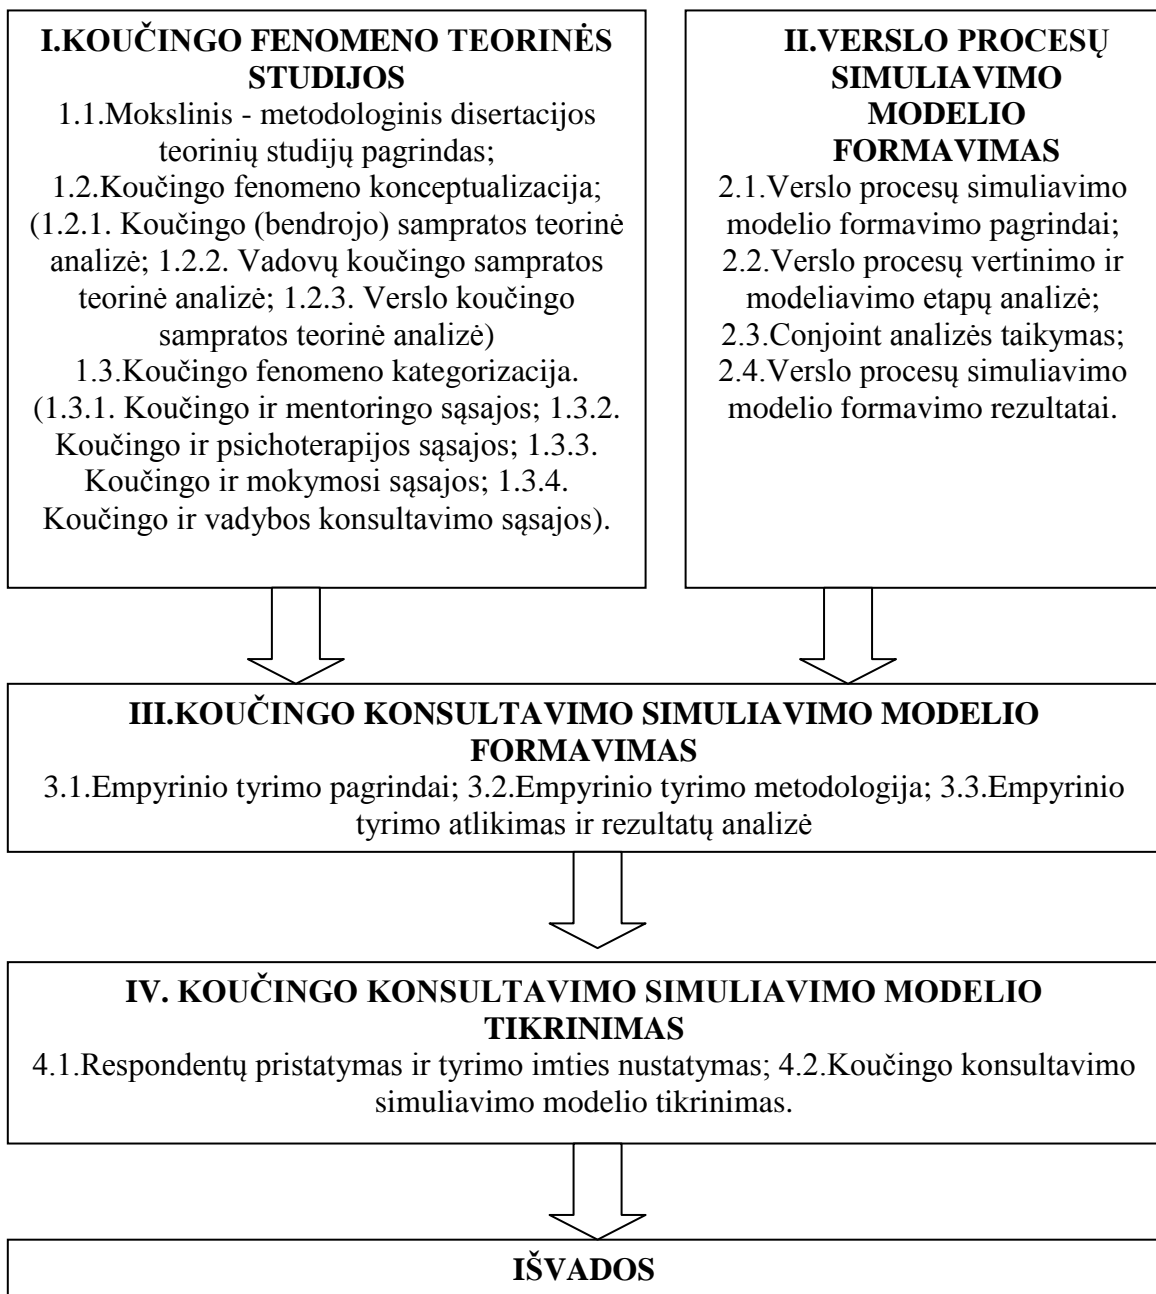 I.KOUČINGO FENOMENO TEORINĖS
STUDIJOS
1.1.Mokslinis - metodologinis disertacijos
teorinių studijų pagrindas;
1.2.Koučingo fenomeno konceptualizacija;
(1.2.1. Koučingo (bendrojo) sampratos teorinė
analizė; 1.2.2. Vadovų koučingo sampratos
teorinė analizė; 1.2.3. Verslo koučingo
sampratos teorinė analizė)
1.3.Koučingo fenomeno kategorizacija.
(1.3.1. Koučingo ir mentoringo sąsajos; 1.3.2.
Koučingo ir psichoterapijos sąsajos; 1.3.3.
Koučingo ir mokymosi sąsajos; 1.3.4.
Koučingo ir vadybos konsultavimo sąsajos).
II.VERSLO PROCESŲ
SIMULIAVIMO
MODELIO
FORMAVIMAS
2.1.Verslo procesų simuliavimo
modelio formavimo pagrindai;
2.2.Verslo procesų vertinimo ir
modeliavimo etapų analizė;
2.3.Conjoint analizės taikymas;
2.4.Verslo procesų simuliavimo
modelio formavimo rezultatai.
III.KOUČINGO KONSULTAVIMO SIMULIAVIMO MODELIO
FORMAVIMAS
3.1.Empyrinio tyrimo pagrindai; 3.2.Empyrinio tyrimo metodologija; 3.3.Empyrinio
tyrimo atlikimas ir rezultatų analizė
IV. KOUČINGO KONSULTAVIMO SIMULIAVIMO MODELIO
TIKRINIMAS
4.1.Respondentų pristatymas ir tyrimo imties nustatymas; 4.2.Koučingo konsultavimo
simuliavimo modelio tikrinimas.
IŠVADOS